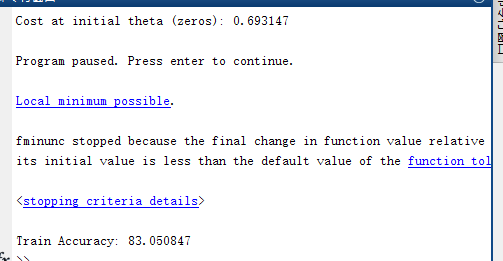 Cost at initial theta (zeros): 0.693147
Program paused. Press enter to continue.
Local minimum possible.
fminunc stopped because the final change in function value relative
its initial value is less than the default value of the function tol
<stopping criteria details>
Train Accuracy: 83.050847
>>